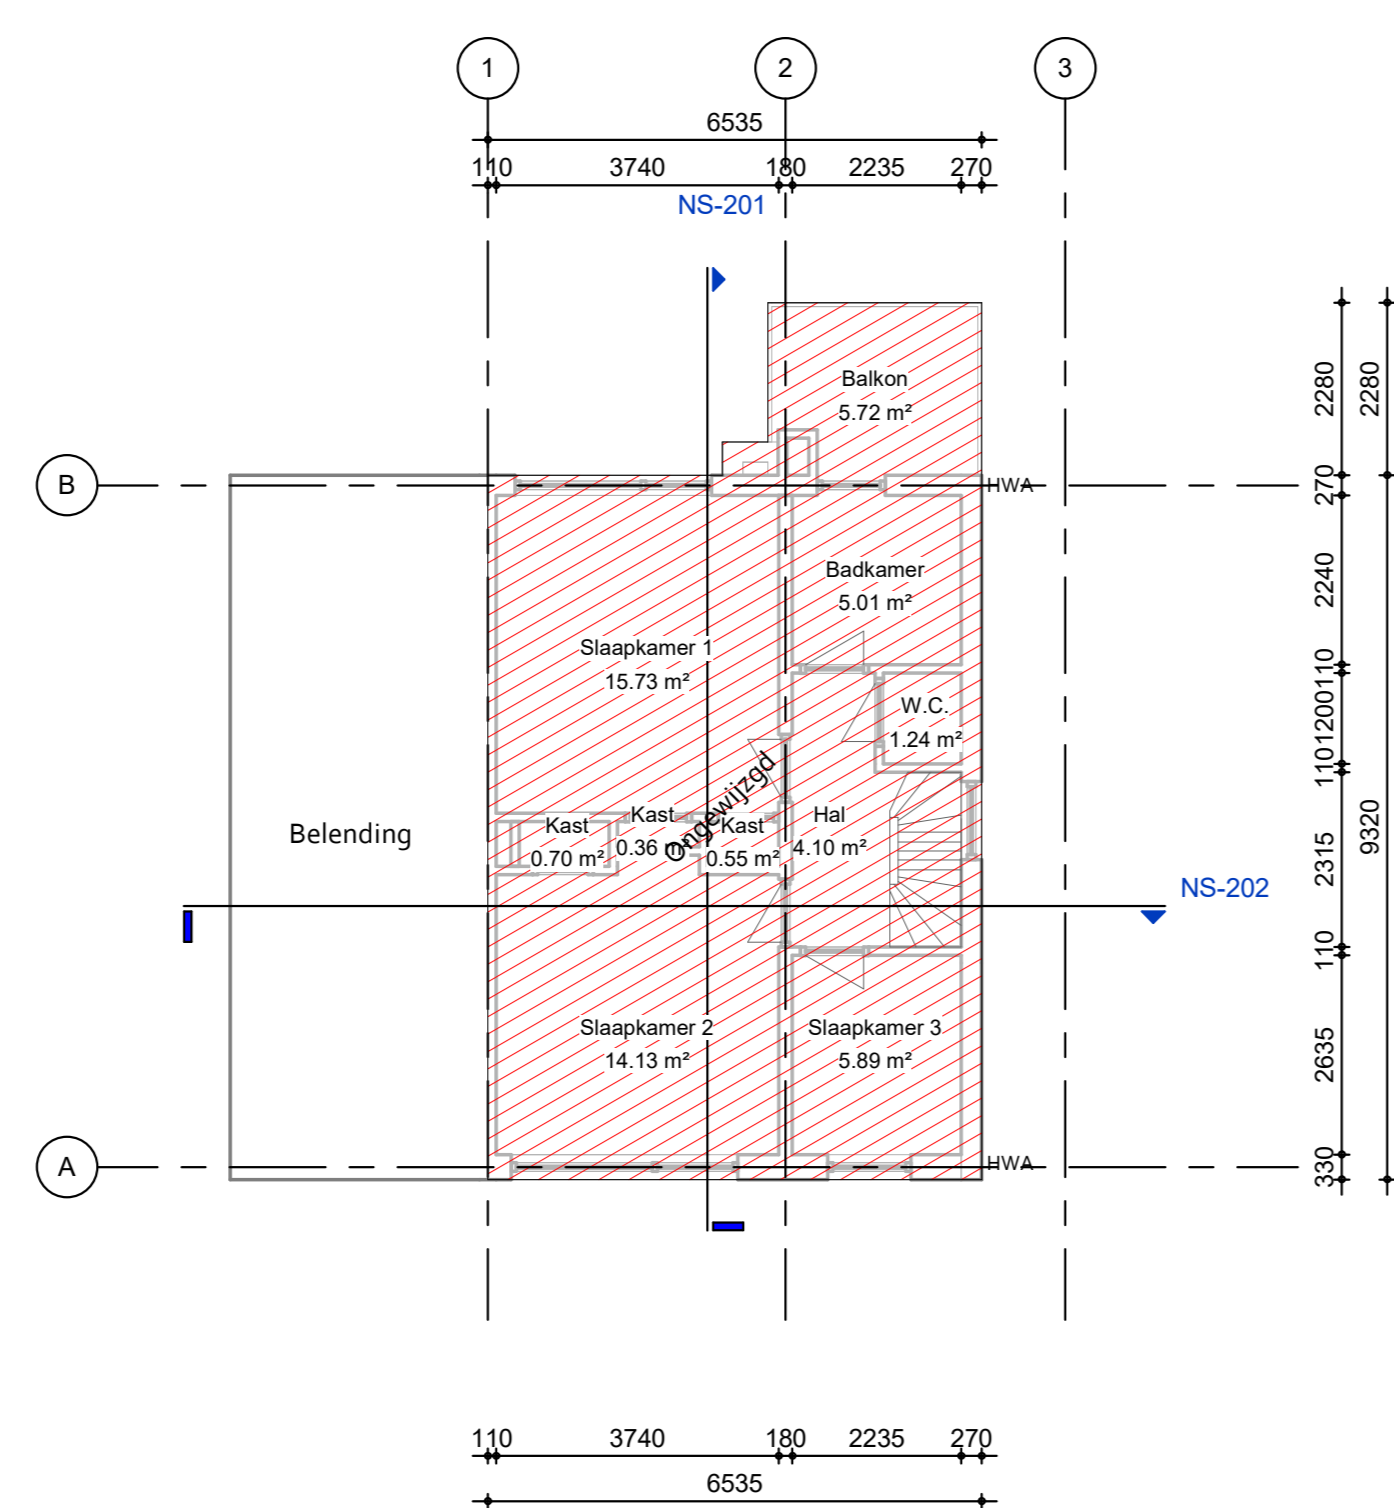 1 2 3
6535
110 3740 180 2235 270
NS-201
Balkon
5.72 m²
2280
2280
B
HWA
270
Badkamer
5.01 m²
2240
Slaapkamer 1
15.73 m²
110
W.C.
1.24 m²
1200
110
Ongewijzgd
Kast
0.70 m²
Kast
0.36 m²
Kast
0.55 m²
Hal
4.10 m²
Belending
2315
9320
NS-202
110
Slaapkamer 2
14.13 m²
Slaapkamer 3
5.89 m²
2635
A
HWA
330
110 3740 180 2235 270
6535